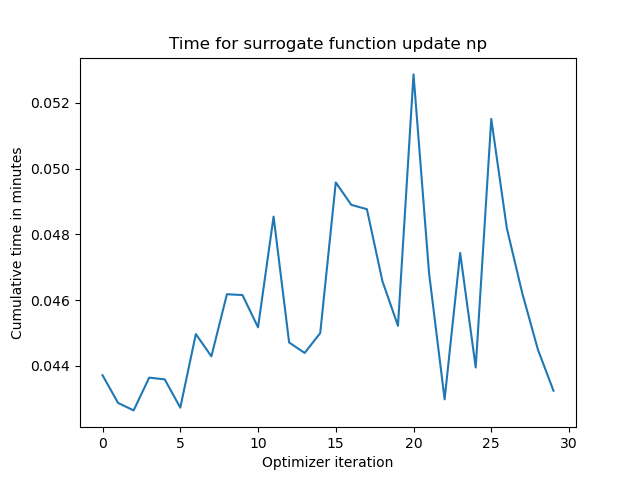 Time for surrogate function update np
0.052
0.050
0.048
0.046
0.044
Cumulative time in minutes
0 5 10 15 20 25 30
Optimizer iteration